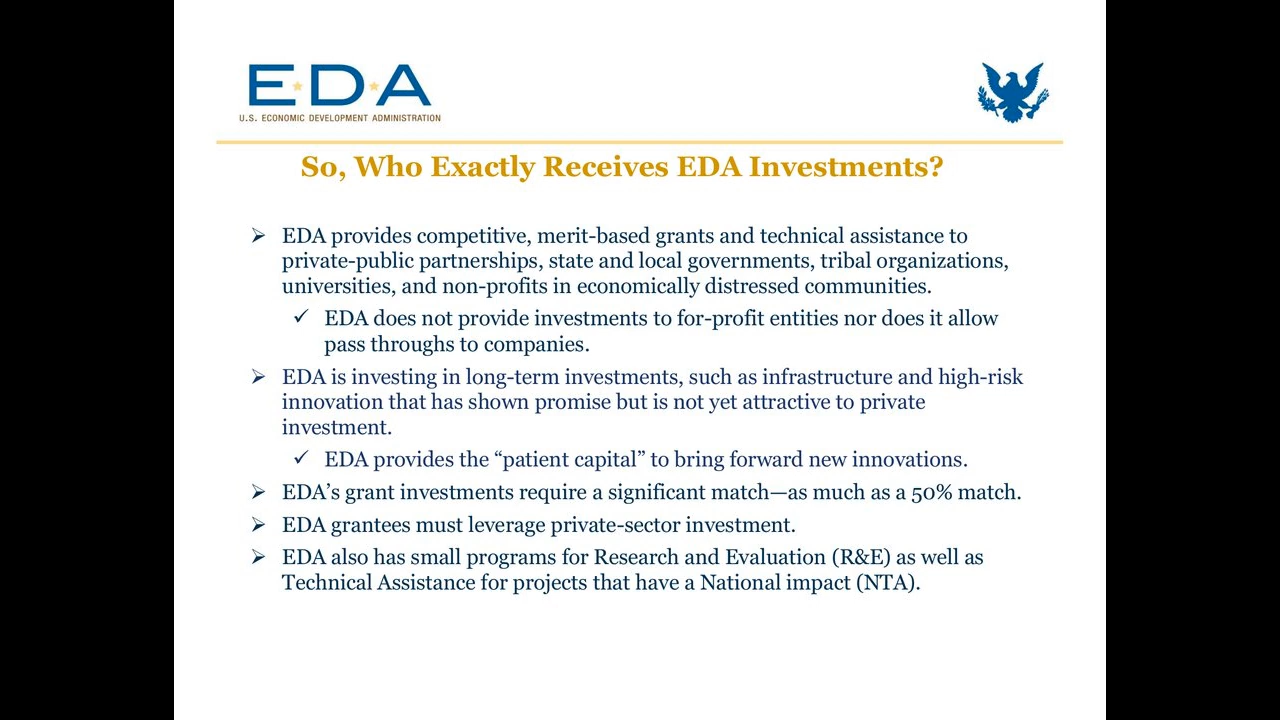 E★D★A
U.S. ECONOMIC DEVELOPMENT ADMINISTRATION
So, Who Exactly Receives EDA Investments?
EDA provides competitive, merit-based grants and technical assistance to
private-public partnerships, state and local governments, tribal organizations,
universities, and non-profits in economically distressed communities.
EDA does not provide investments to for-profit entities nor does it allow
pass throughs to companies.
EDA is investing in long-term investments, such as infrastructure and high-risk
innovation that has shown promise but is not yet attractive to private
investment.
EDA provides the “patient capital” to bring forward new innovations.
EDA’s grant investments require a significant match—as much as a 50% match.
EDA grantees must leverage private-sector investment.
EDA also has small programs for Research and Evaluation (R&E) as well as
Technical Assistance for projects that have a National impact (NTA).